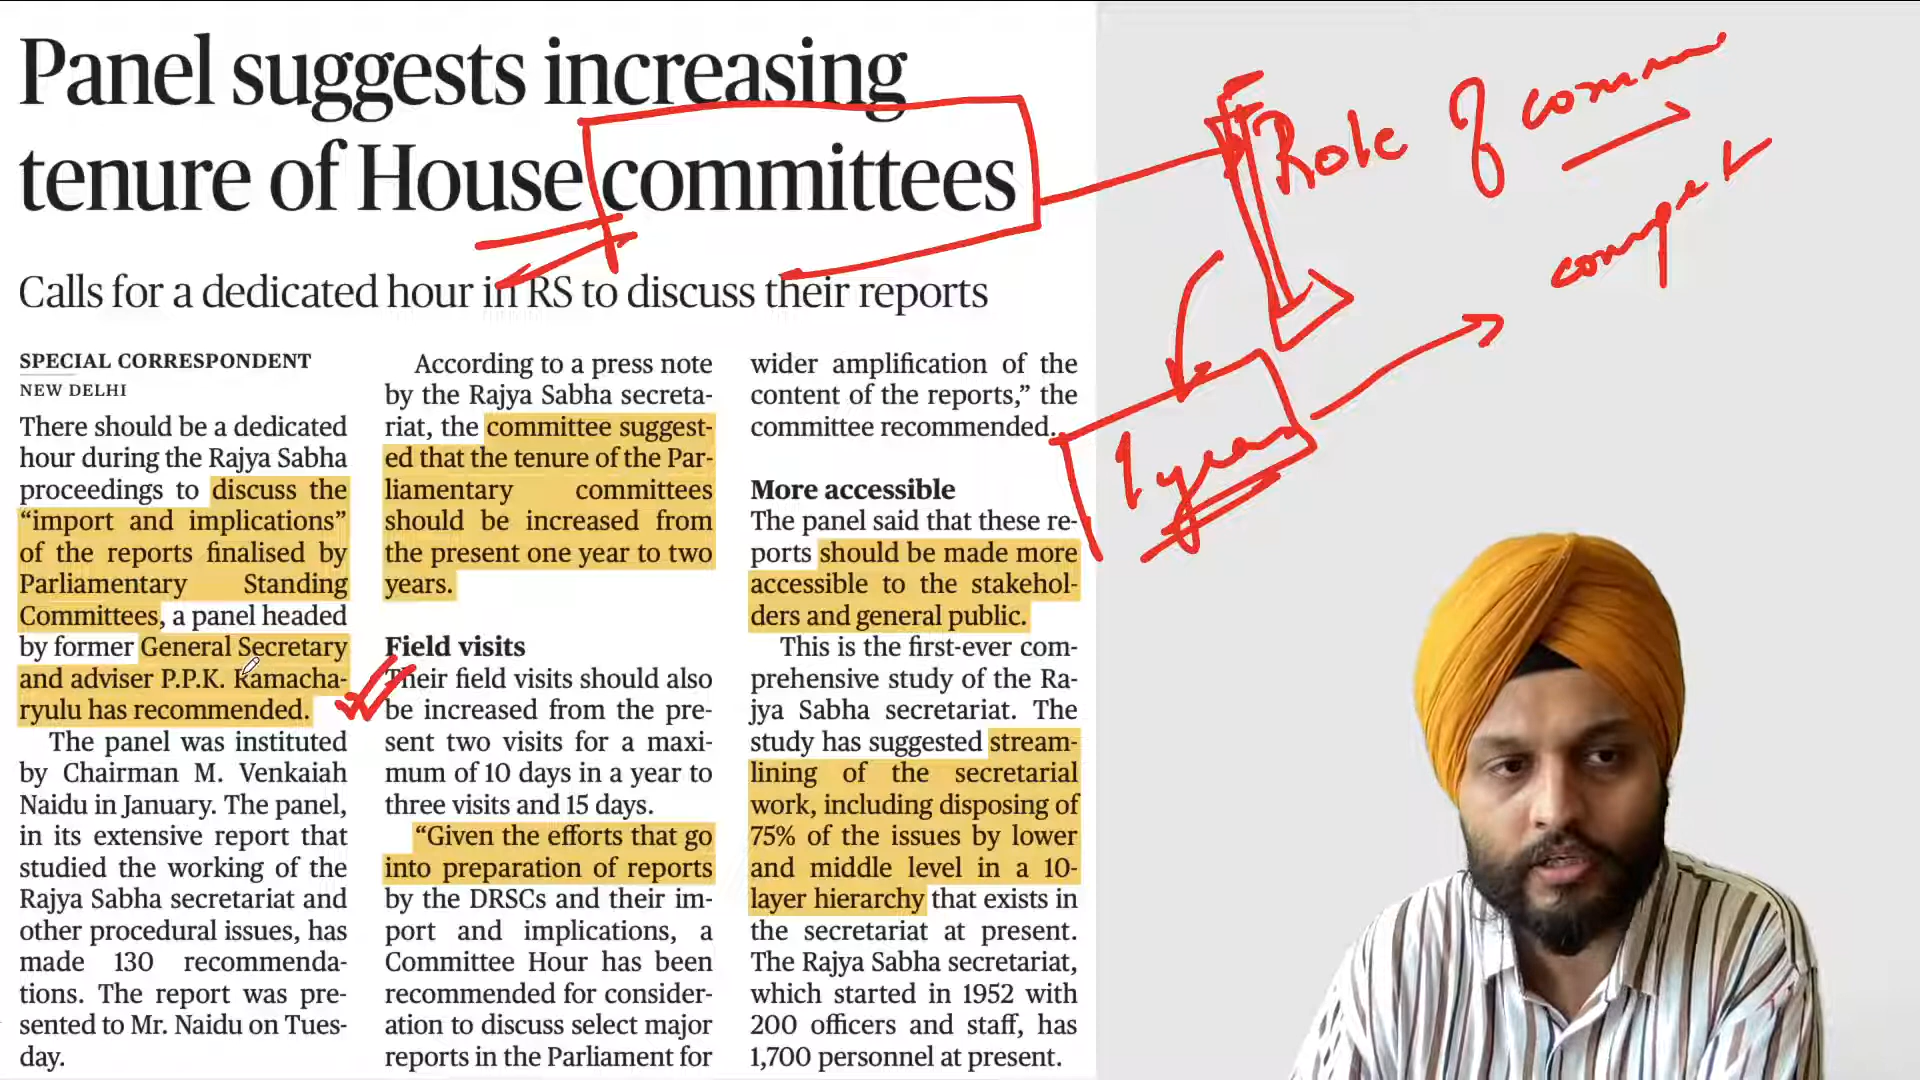 Panel suggests increasing
tenure of House committees
Calls for a dedicated hour in RS to discuss their reports
SPECIAL CORRESPONDENT
NEW DELHI
There should be a dedicated
hour during the Rajya Sabha
proceedings to discuss the
“import and implications”
of the reports finalised by
Parliamentary Standing
Committees, a panel headed
by former General Secretary
and adviser P.P.K. Ramacha-
ryulu has recommended.
The panel was instituted
by Chairman M. Venkaiah
Naidu in January. The panel,
in its extensive report that
studied the working of the
Rajya Sabha secretariat and
other procedural issues, has
made 130 recommenda-
tions. The report was pre-
sented to Mr. Naidu on Tues-
day.
According to a press note
by the Rajya Sabha secreta-
riat, the committee suggest-
ed that the tenure of the Par-
liamentary committees
should be increased from
the present one year to two
years.
Field visits
Their field visits should also
be increased from the pre-
sent two visits for a maxi-
mum of 10 days in a year to
three visits and 15 days.
“Given the efforts that go
into preparation of reports
by the DRSCs and their im-
port and implications, a
Committee Hour has been
recommended for consider-
ation to discuss select major
reports in the Parliament for
wider amplification of the
content of the reports,” the
committee recommended.
More accessible
The panel said that these re-
ports should be made more
accessible to the stakehol-
ders and general public.
This is the first-ever com-
prehensive study of the Ra-
jya Sabha secretariat. The
study has suggested stream-
lining of the secretarial
work, including disposing of
75% of the issues by lower
and middle level in a 10-
layer hierarchy that exists in
the secretariat at present.
The Rajya Sabha secretariat,
which started in 1952 with
200 officers and staff, has
1,700 personnel at present.
Role of
1 year